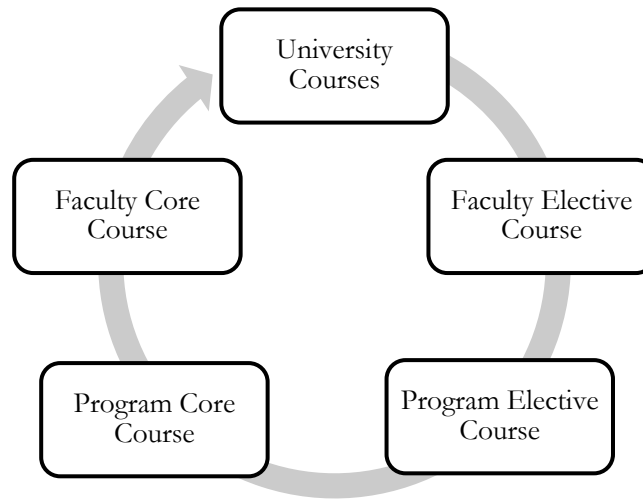 University
Courses
Faculty Elective
Course
Program Elective
Course
Program Core
Course
Faculty Core
Course